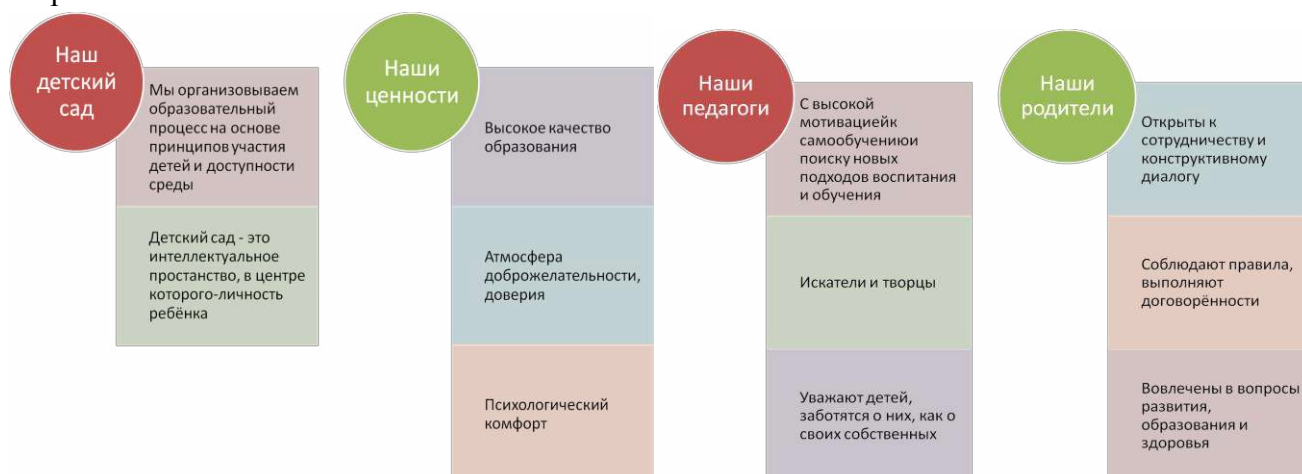 Наш
детский
сад
Мы организовываем
образовательный
процесс на основе
принципов участия
детей и доступности
среды
Детский сад - это
интеллектуальное
простанство, в центре
которого-личность
ребёнка
Наши
ценности
Высокое качество
образования
Атмосфера
доброжелательности,
доверия
Психологический
комфорт
Наши
педагоги
С высокой
мотивациейк
самообучениюи
поиску новых
подходов воспитания
и обучения
Искатели и творцы
Уважают детей,
заботятся о них, как о
своих собственных
Наши
родители
Открыты к
сотрудничеству и
конструктивному
диалогу
Соблюдают правила,
выполняют
договорённости
Вовлечены в вопросы
развития,
образования и
здоровья